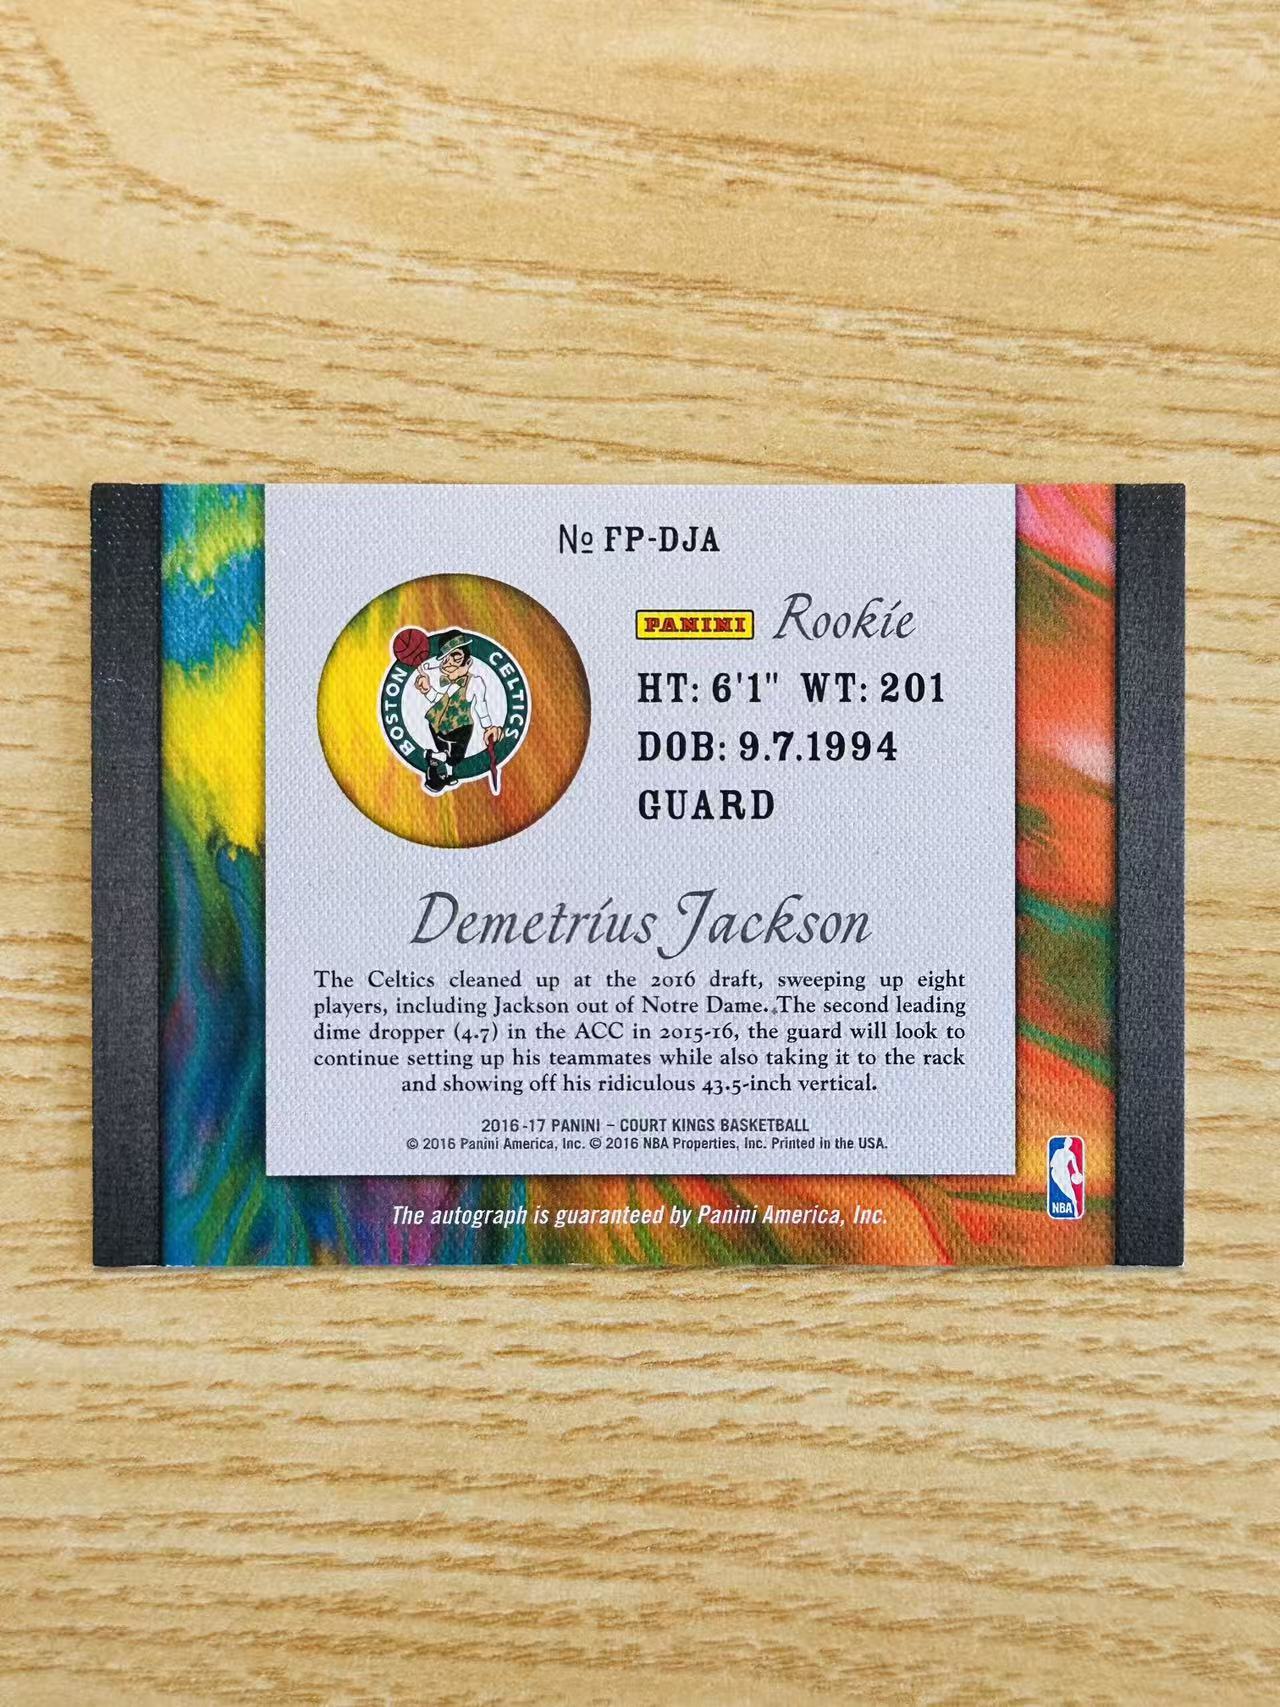 № FP-DJA
PANINI Rookie
HT: 6'1" WT: 201
DOB: 9.7.1994
GUARD
BOSTON CELTICS
Demetrius Jackson
The Celtics cleaned up at the 2016 draft, sweeping up eight
players, including Jackson out of Notre Dame. The second leading
dime dropper (4.7) in the ACC in 2015-16, the guard will look to
continue setting up his teammates while also taking it to the rack
and showing off his ridiculous 43.5-inch vertical.
2016-17 PANINI – COURT KINGS BASKETBALL
© 2016 Panini America, Inc. © 2016 NBA Properties, Inc. Printed in the USA.
The autograph is guaranteed by Panini America, Inc.
NBA